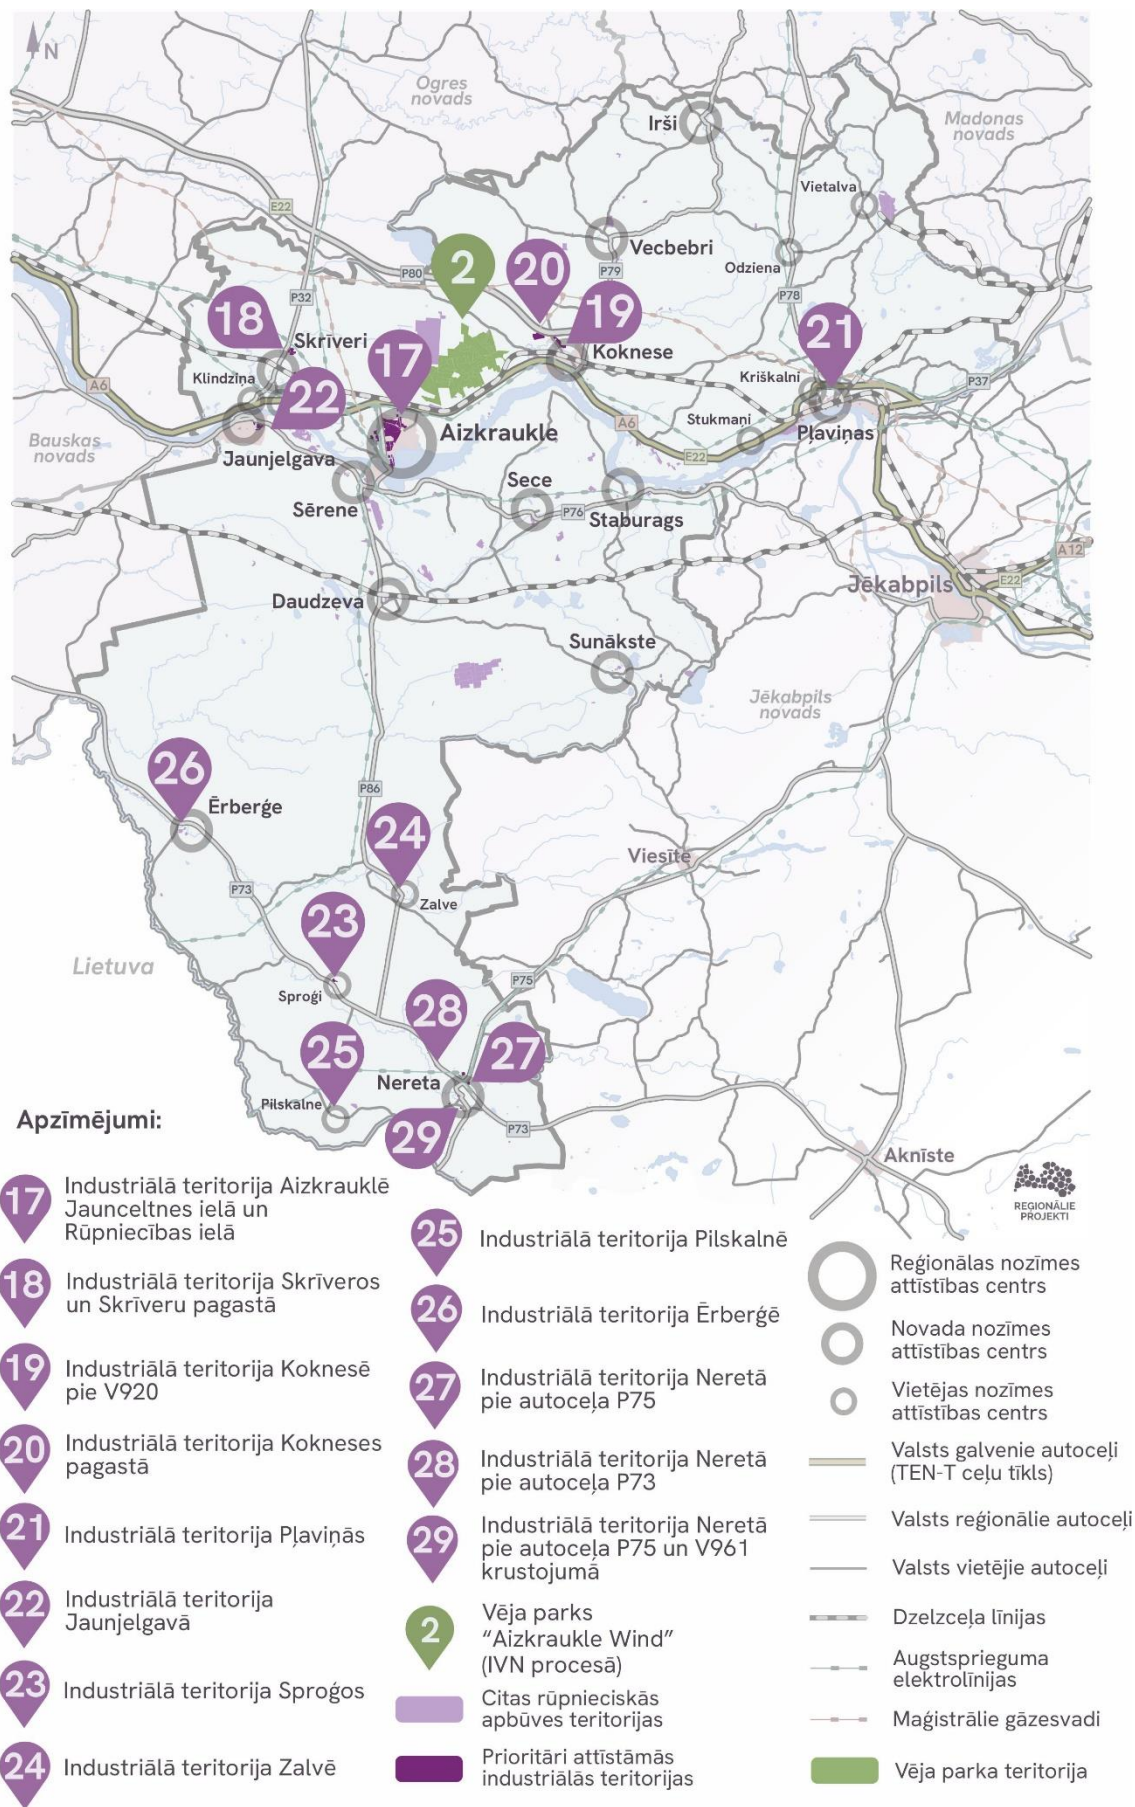 N
Ogres
novads
Irši
Madonas
novads
Vietalva
E22
Vecbebri
Odziena
P80
2
20
P79
P32
P78
18
19
21
Skrīveri
17
Koknese
Klindziņa
Kriškalni
P37
A6
22
Stukmaņi
A6
Bauskas
novads
Aizkraukle
Pļaviņas
E22
Jaunjelgava
Sece
Sērene
P76
Staburags
A12
E22
Jēkabpils
Daudzeva
Sunākste
Jēkabpils
novads
26
P86
Ērberģe
24
Viesīte
P73
Zalve
23
Lietuva
P75
Sproģi
28
25
27
Nereta
Pilskalne
29
P73
Aknīste
REGIONĀLIE
PROJEKTI
Apzīmējumi:
17
Industriālā teritorija Aizkrauklē
Jaunceltnes ielā un
Rūpniecības ielā
18
Industriālā teritorija Skrīveros
un Skrīveru pagastā
19
Industriālā teritorija Koknesē
pie V920
20
Industriālā teritorija Kokneses
pagastā
21
Industriālā teritorija Pļaviņās
22
Industriālā teritorija
Jaunjelgavā
23
Industriālā teritorija Sproģos
24
Industriālā teritorija Zalvē
25
Industriālā teritorija Pilskalnē
26
Industriālā teritorija Ērberģē
27
Industriālā teritorija Neretā
pie autoceļa P75
28
Industriālā teritorija Neretā
pie autoceļa P73
29
Industriālā teritorija Neretā
pie autoceļa P75 un V961
krustojumā
2
Vēja parks
“Aizkraukle Wind”
(IVN procesā)
Citas rūpnieciskās
apbūves teritorijas
Prioritāri attīstāmās
industriālās teritorijas
Reģionālas nozīmes
attīstības centrs
Novada nozīmes
attīstības centrs
Vietējas nozīmes
attīstības centrs
Valsts galvenie autoceļi
(TEN-T ceļu tīkls)
Valsts reģionālie autoceļi
Valsts vietējie autoceļi
Dzelzceļa līnijas
Augstsprieguma
elektrolīnijas
Maģistrālie gāzesvadi
Vēja parka teritorija